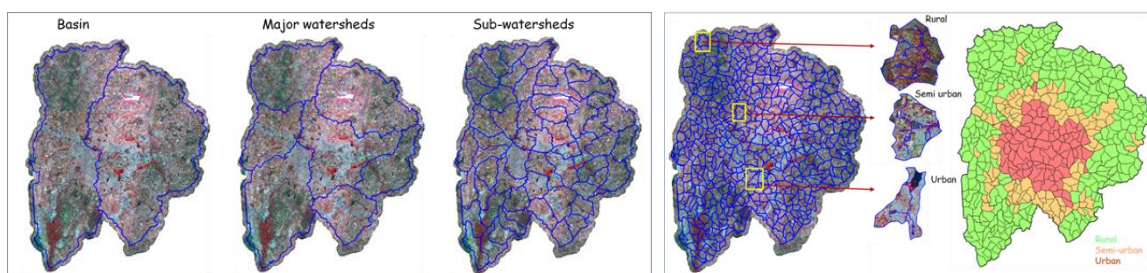 Basin
Major watersheds
Sub-watersheds
Rural
Semi urban
Urban
Rural
Semi-urban
Urban